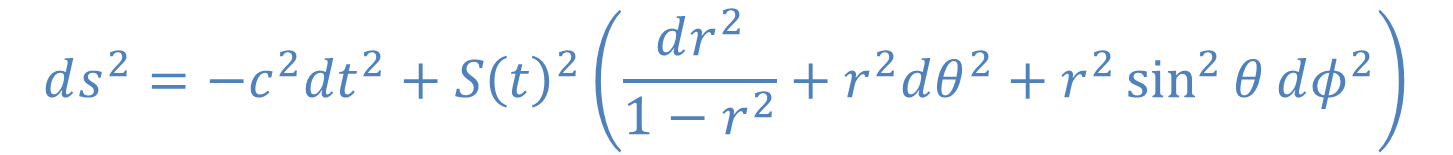 ds² = −c²dt² + S(t)² (dr²/(1 − r²) + r²dθ² + r² sin² θ dϕ²)